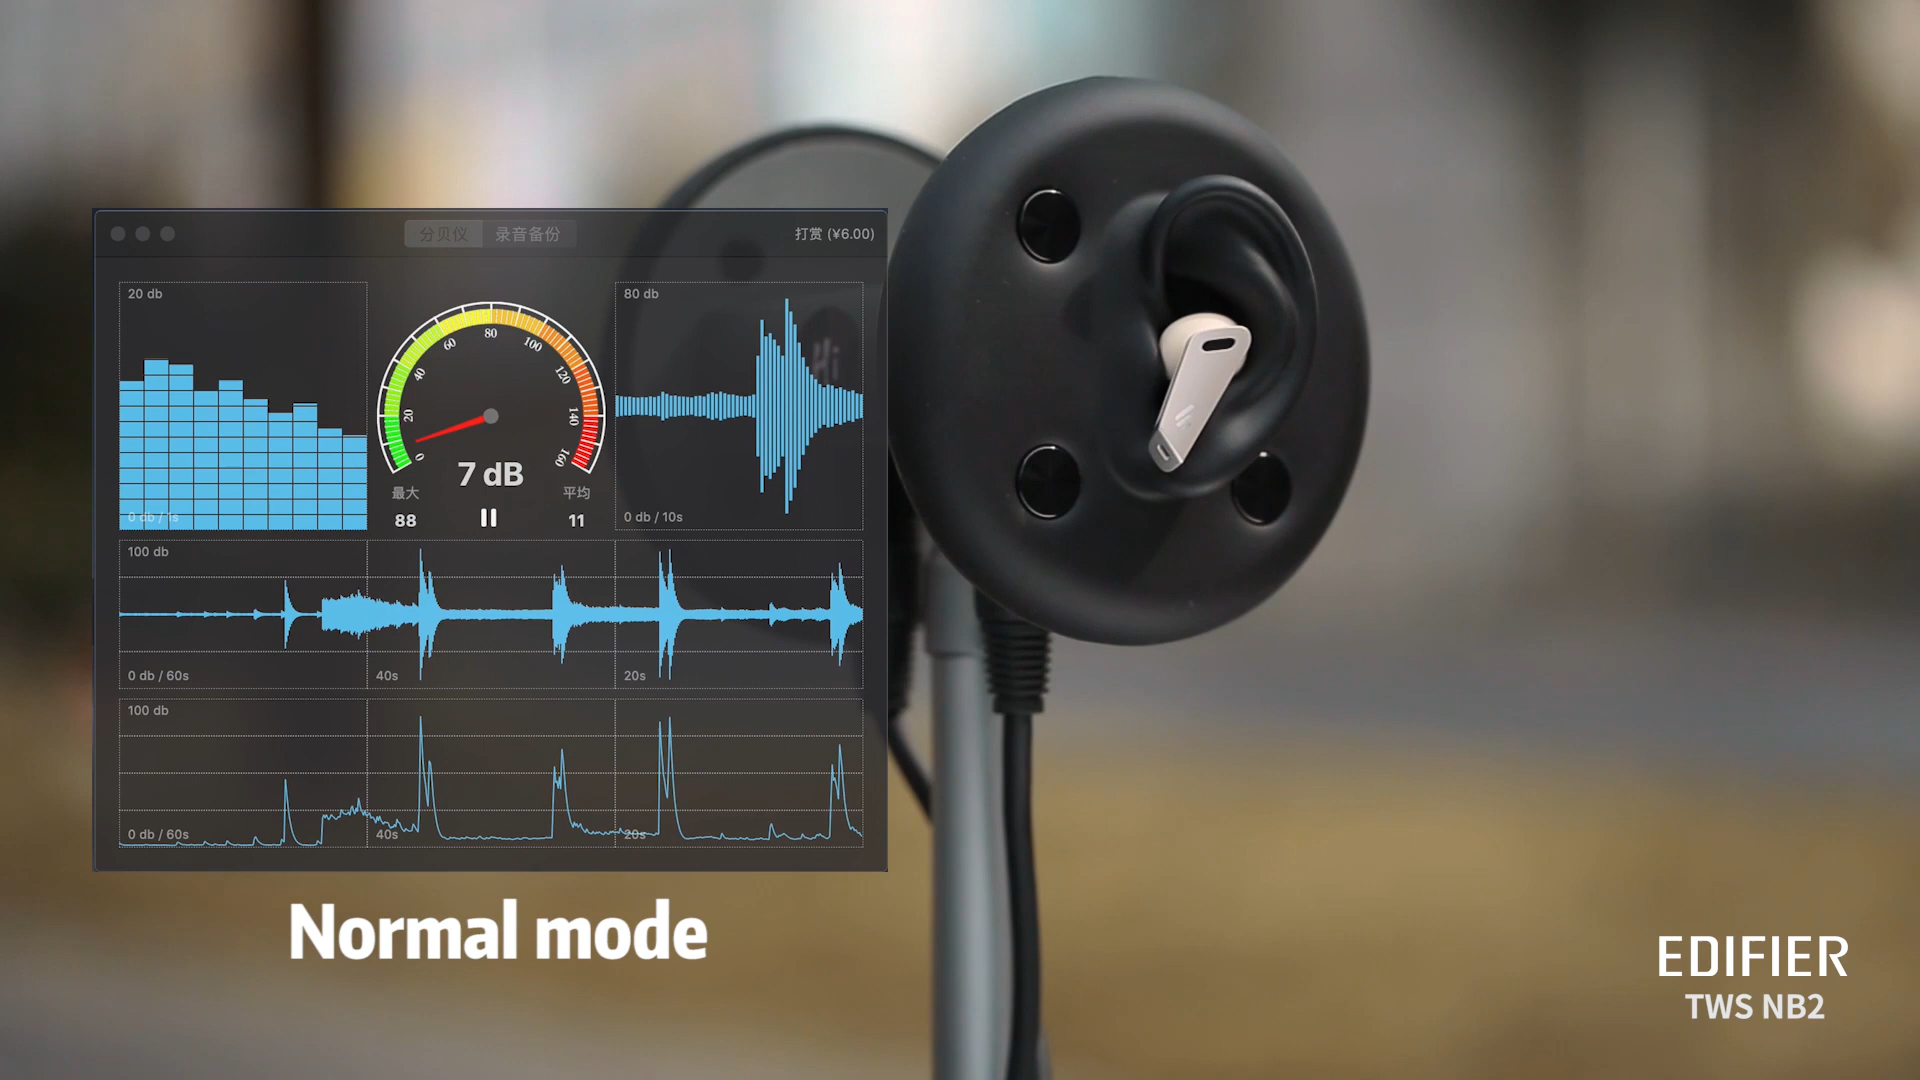 分贝仪 录音备份 打赏 (¥6.00)
20 db
0 db / 1s
0 20 40 60 80 100 120 140 160
7 dB
最大 平均
88 11
80 db
0 db / 10s
100 db
0 db / 60s 40s 20s
100 db
0 db / 60s 40s 20s
Normal mode
EDIFIER
TWS NB2